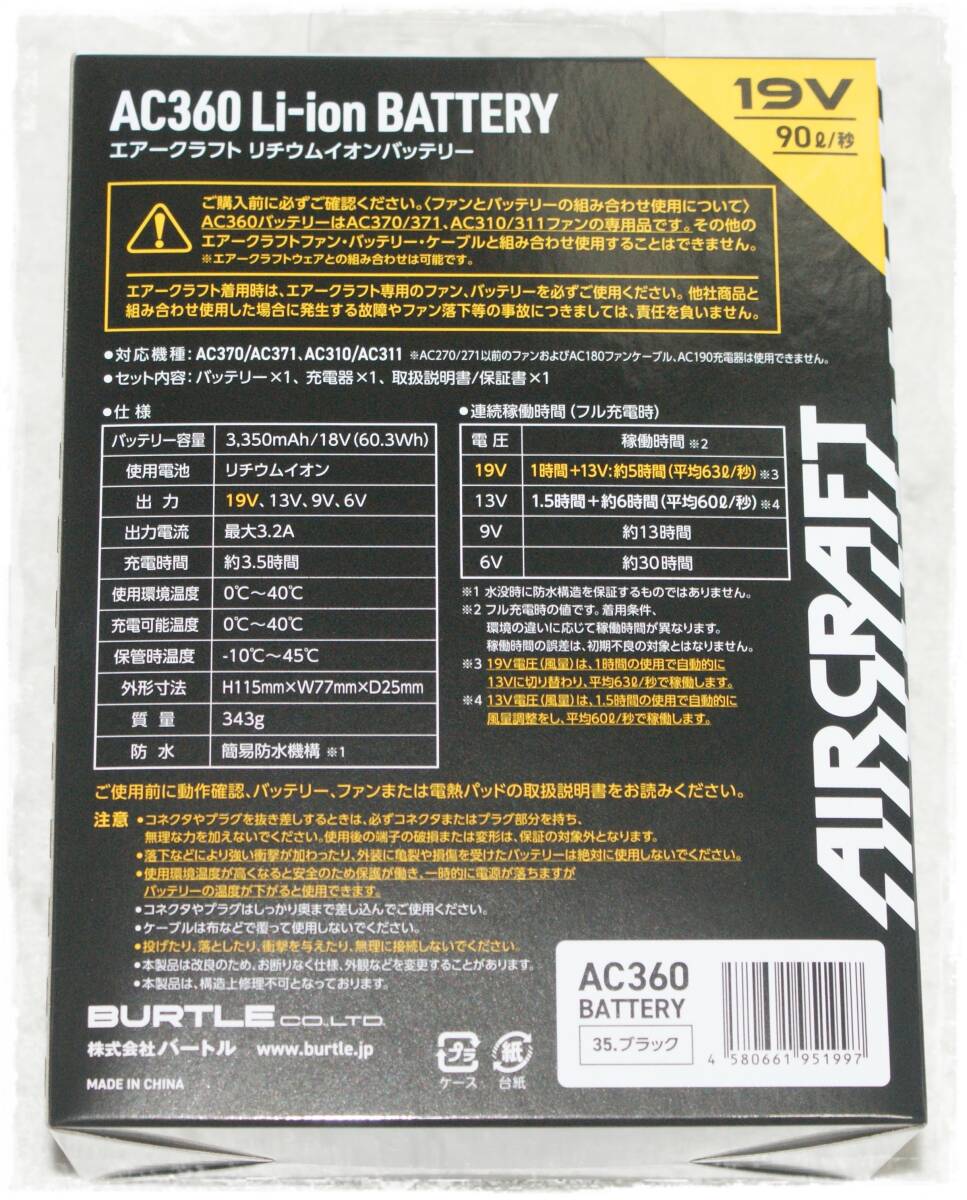 AC360 Li-ion BATTERY
エアークラフト リチウムイオンバッテリー
19V
90ℓ/秒
ご購入前に必ずご確認ください。〈ファンとバッテリーの組み合わせ使用について〉
AC360バッテリーはAC370/371、AC310/311ファンの専用品です。その他の
エアークラフトファン・バッテリー・ケーブルと組み合わせ使用することはできません。
※エアークラフトウェアとの組み合わせは可能です。
エアークラフト着用時は、エアークラフト専用のファン、バッテリーを必ずご使用ください。他社商品と
組み合わせ使用した場合に発生する故障やファン落下等の事故につきましては、責任を負いません。
●対応機種:AC370/AC371、AC310/AC311 ※AC270/271以前のファンおよびAC180ファンケーブル、AC190充電器は使用できません。
●セット内容:バッテリー×1、充電器×1、取扱説明書/保証書×1
●仕様
バッテリー容量 3,350mAh/18V(60.3Wh)
使用電池 リチウムイオン
出力 19V、13V、9V、6V
出力電流 最大3.2A
充電時間 約3.5時間
使用環境温度 0℃～40℃
充電可能温度 0℃～40℃
保管時温度 -10℃～45℃
外形寸法 H115mm×W77mm×D25mm
質量 343g
防水 簡易防水機構 ※1
●連続稼働時間(フル充電時)
電圧 稼働時間 ※2
19V 1時間+13V:約5時間(平均63ℓ/秒) ※3
13V 1.5時間+約6時間(平均60ℓ/秒) ※4
9V 約13時間
6V 約30時間
※1 水没時に防水構造を保証するものではありません。
※2 フル充電時の値です。着用条件、
環境の違いに応じて稼働時間が異なります。
稼働時間の誤差は、初期不良の対象とはなりません。
※3 19V電圧(風量)は、1時間の使用で自動的に
13Vに切り替わり、平均63ℓ/秒で稼働します。
※4 13V電圧(風量)は、1.5時間の使用で自動的に
風量調整をし、平均60ℓ/秒で稼働します。
AIRCRAFT
ご使用前に動作確認、バッテリー、ファンまたは電熱パッドの取扱説明書をお読みください。
注意 ●コネクタやプラグを抜き差しするときは、必ずコネクタまたはプラグ部分を持ち、
無理な力を加えないでください。使用後の端子の破損または変形は、保証の対象外となります。
●落下などにより強い衝撃が加わったり、外装に亀裂や損傷を受けたバッテリーは絶対に使用しないでください。
●使用環境温度が高くなると安全のため保護が働き、一時的に電源が落ちますが
バッテリーの温度が下がると使用できます。
●コネクタやプラグはしっかり奥まで差し込んでご使用ください。
●ケーブルは布などで覆って使用しないでください。
●投げたり、落としたり、衝撃を与えたり、無理に接続しないでください。
●本製品は改良のため、お断りなく仕様、外観などを変更することがあります。
●本製品は、構造上修理不可となっております。
BURTLE CO.,LTD.
株式会社バートル www.burtle.jp
MADE IN CHINA
プラ
ケース
紙
台紙
AC360
BATTERY
35.ブラック
4 580661 951997